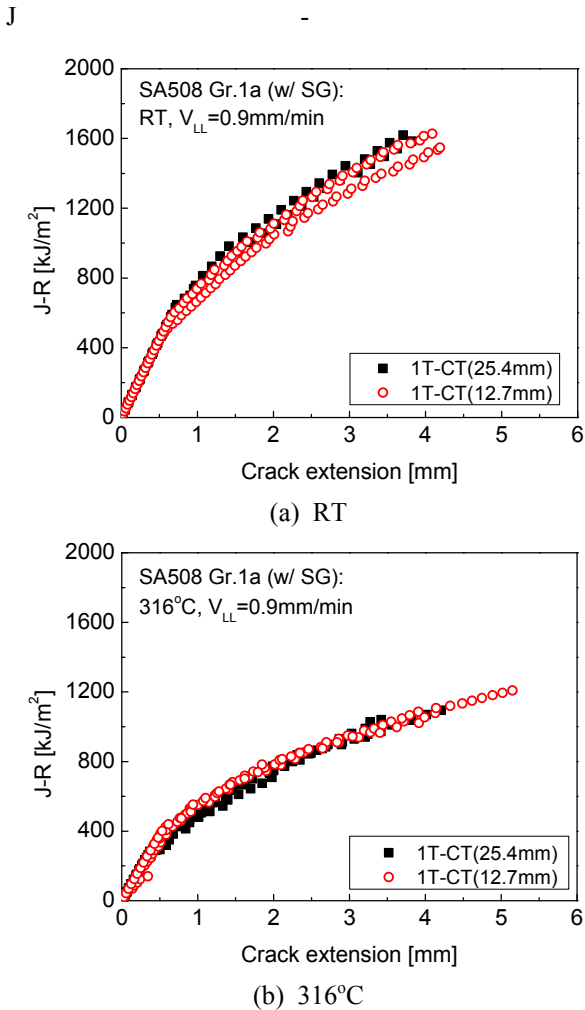 J -
2000
1600
1200
800
400
0
0 1 2 3 4 5 6
J-R [kJ/m²]
SA508 Gr.1a (w/ SG):
RT, V_LL=0.9mm/min
1T-CT(25.4mm)
1T-CT(12.7mm)
Crack extension [mm]
(a) RT
2000
1600
1200
800
400
0
0 1 2 3 4 5 6
J-R [kJ/m²]
SA508 Gr.1a (w/ SG):
316°C, V_LL=0.9mm/min
1T-CT(25.4mm)
1T-CT(12.7mm)
Crack extension [mm]
(b) 316°C